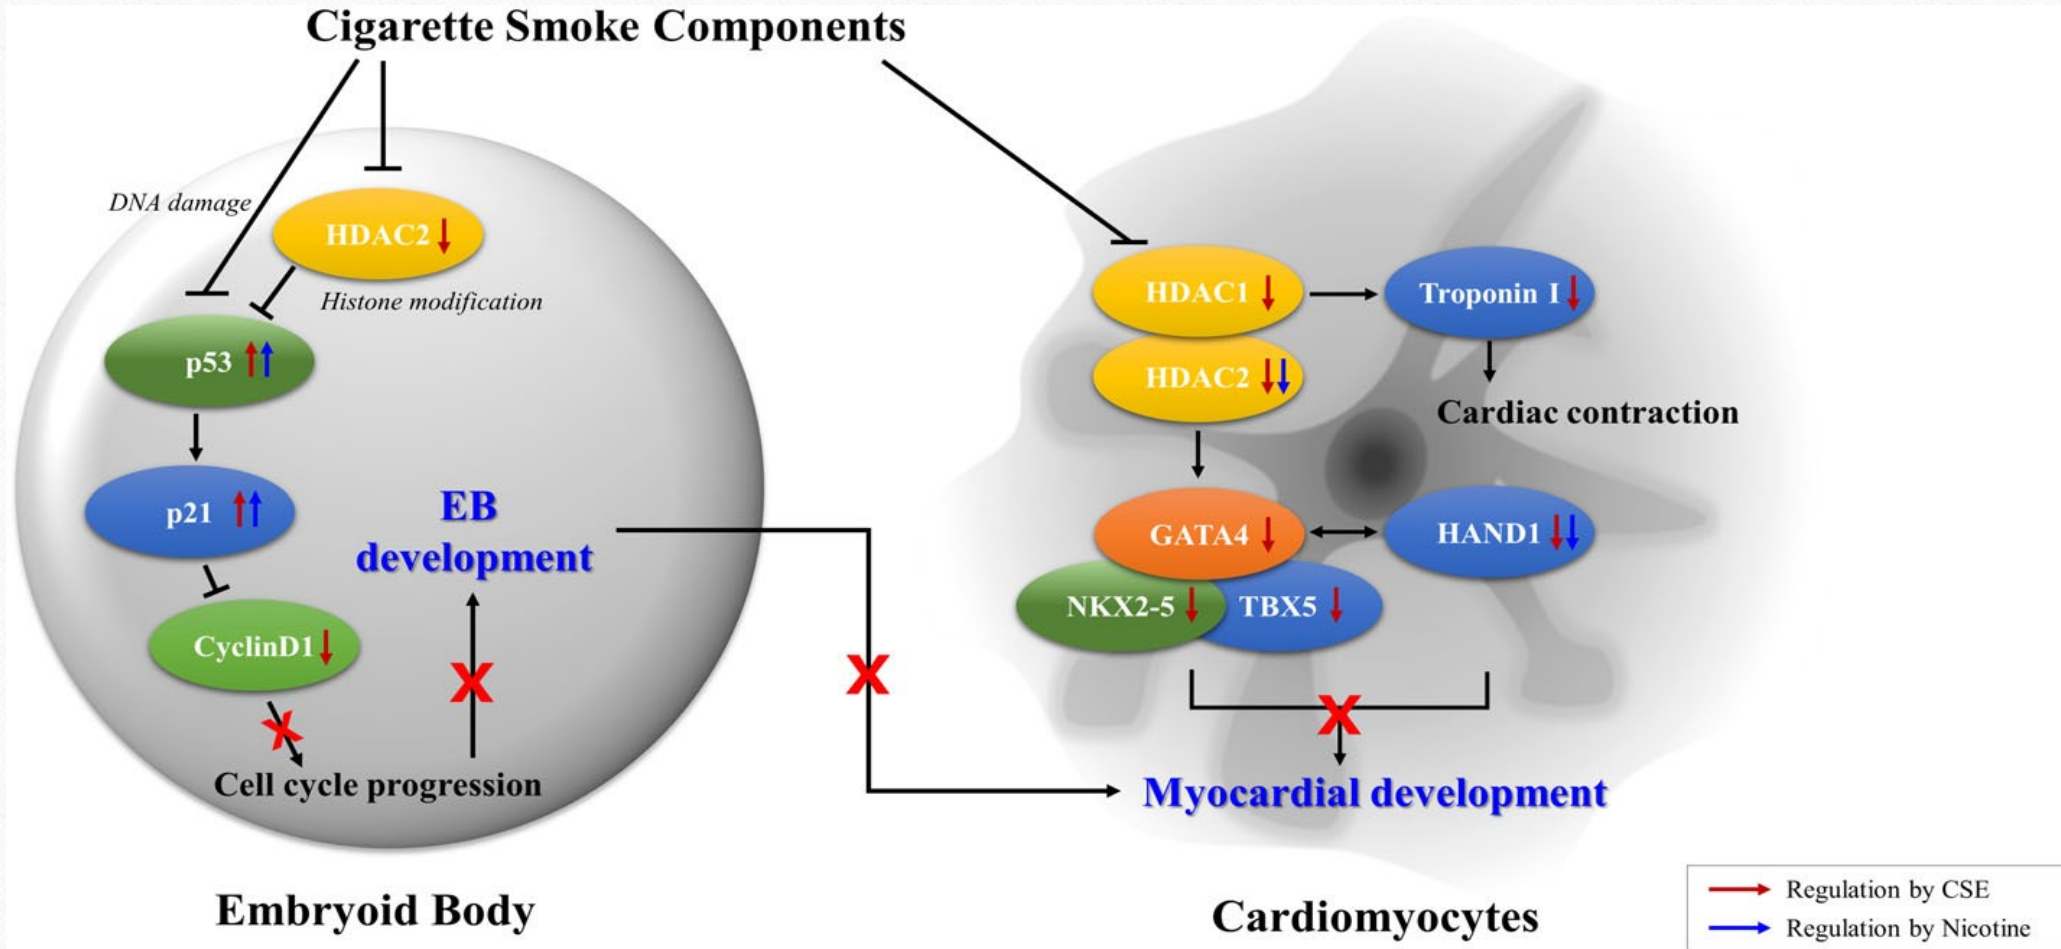 Cigarette Smoke Components
DNA damage
HDAC2
Histone modification
p53
p21
EB
development
CyclinD1
X
X
Cell cycle progression
Embryoid Body
X
HDAC1
Troponin I
HDAC2
Cardiac contraction
GATA4
HAND1
NKX2-5
TBX5
X
Myocardial development
Cardiomyocytes
Regulation by CSE
Regulation by Nicotine